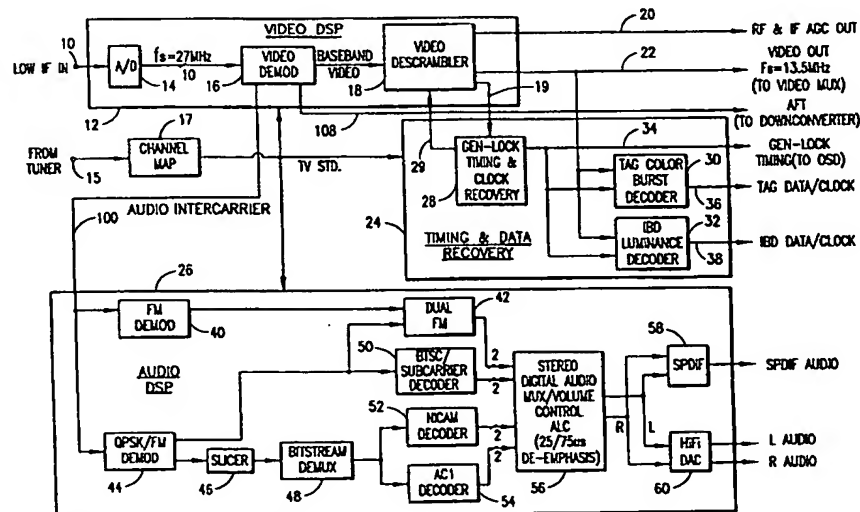 VIDEO DSP
20
RF & IF AGC OUT
10
LOW IF IN
A/D
fs=27MHz
10
14
VIDEO
DEMOD
16
BASEBAND
VIDEO
VIDEO
DESCRAMBLER
18
19
22
VIDEO OUT
Fs=13.5MHz
(TO VIDEO MUX)
12
108
AFT
(TO DOWNCONVERTER)
17
CHANNEL
MAP
FROM
TUNER
15
TV STD.
29
GEN-LOCK
TIMING &
CLOCK
RECOVERY
28
34
GEN-LOCK
TIMING(TO OSD)
TAG COLOR
BURST
DECODER
30
36
TAG DATA/CLOCK
100
AUDIO INTERCARRIER
24
TIMING & DATA
RECOVERY
IBD
LUMINANCE
DECODER
32
38
IBD DATA/CLOCK
26
FM
DEMOD
40
DUAL
FM
42
AUDIO
DSP
50
BTSC/
SUBCARRIER
DECODER
2
2
STEREO
DIGITAL AUDIO
MUX/VOLUME
CONTROL
ALC
(25/75us
DE-EMPHASIS)
56
58
SPDIF
SPDIF AUDIO
52
NICAM
DECODER
2
R
L
QPSK/FM
DEMOD
44
SLICER
46
BITSTREAM
DEMUX
48
AC1
DECODER
54
2
HiFi
DAC
60
L AUDIO
R AUDIO